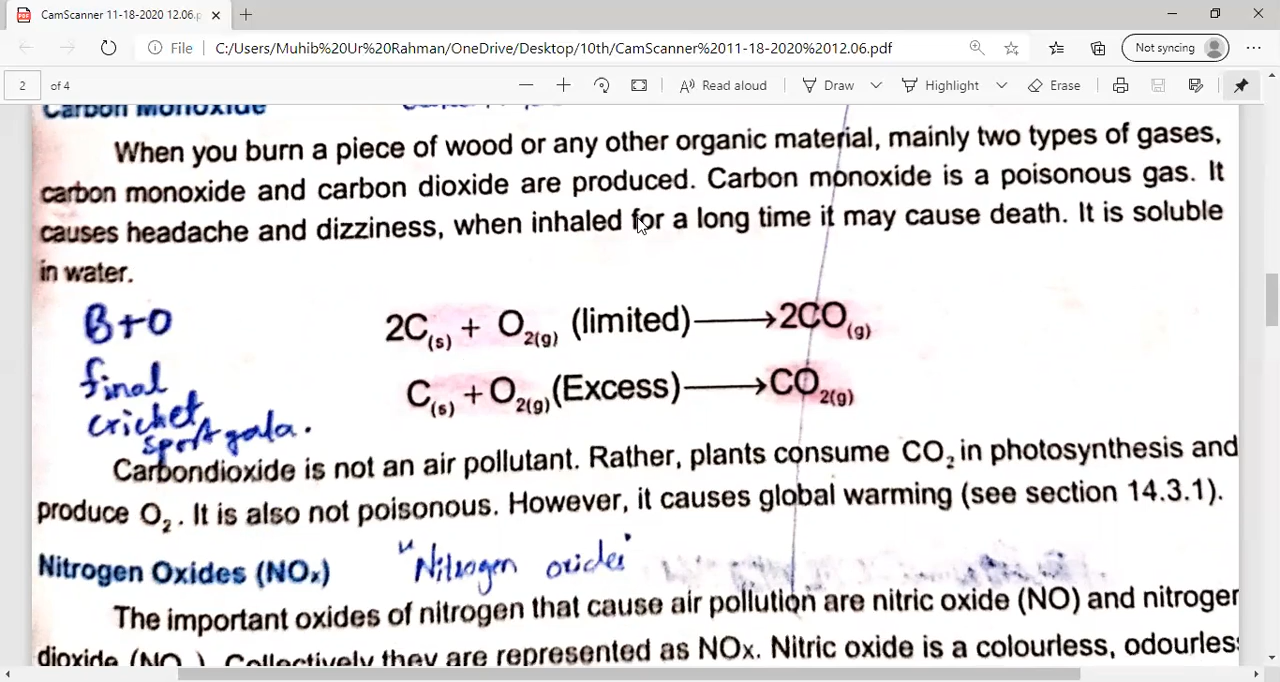 CamScanner 11-18-2020 12.06.p
File C:/Users/Muhib%20Ur%20Rahman/OneDrive/Desktop/10th/CamScanner%2011-18-2020%2012.06.pdf Not syncing
2 of 4 Read aloud Draw Highlight Erase
Carbon Monoxide
When you burn a piece of wood or any other organic material, mainly two types of gases,
carbon monoxide and carbon dioxide are produced. Carbon monoxide is a poisonous gas. It
causes headache and dizziness, when inhaled for a long time it may cause death. It is soluble
in water.
B+O
2C(s) + O2(g) (limited)⟶2CO(g)
final
C(s) + O2(g)(Excess)⟶CO2(g)
cricket
sport gala.
Carbondioxide is not an air pollutant. Rather, plants consume CO2 in photosynthesis and
produce O2. It is also not poisonous. However, it causes global warming (see section 14.3.1).
Nitrogen Oxides (NOx) "Nitrogen oxides"
The important oxides of nitrogen that cause air pollution are nitric oxide (NO) and nitrogen
dioxide (NO ). Collectively they are represented as NOx. Nitric oxide is a colourless, odourless